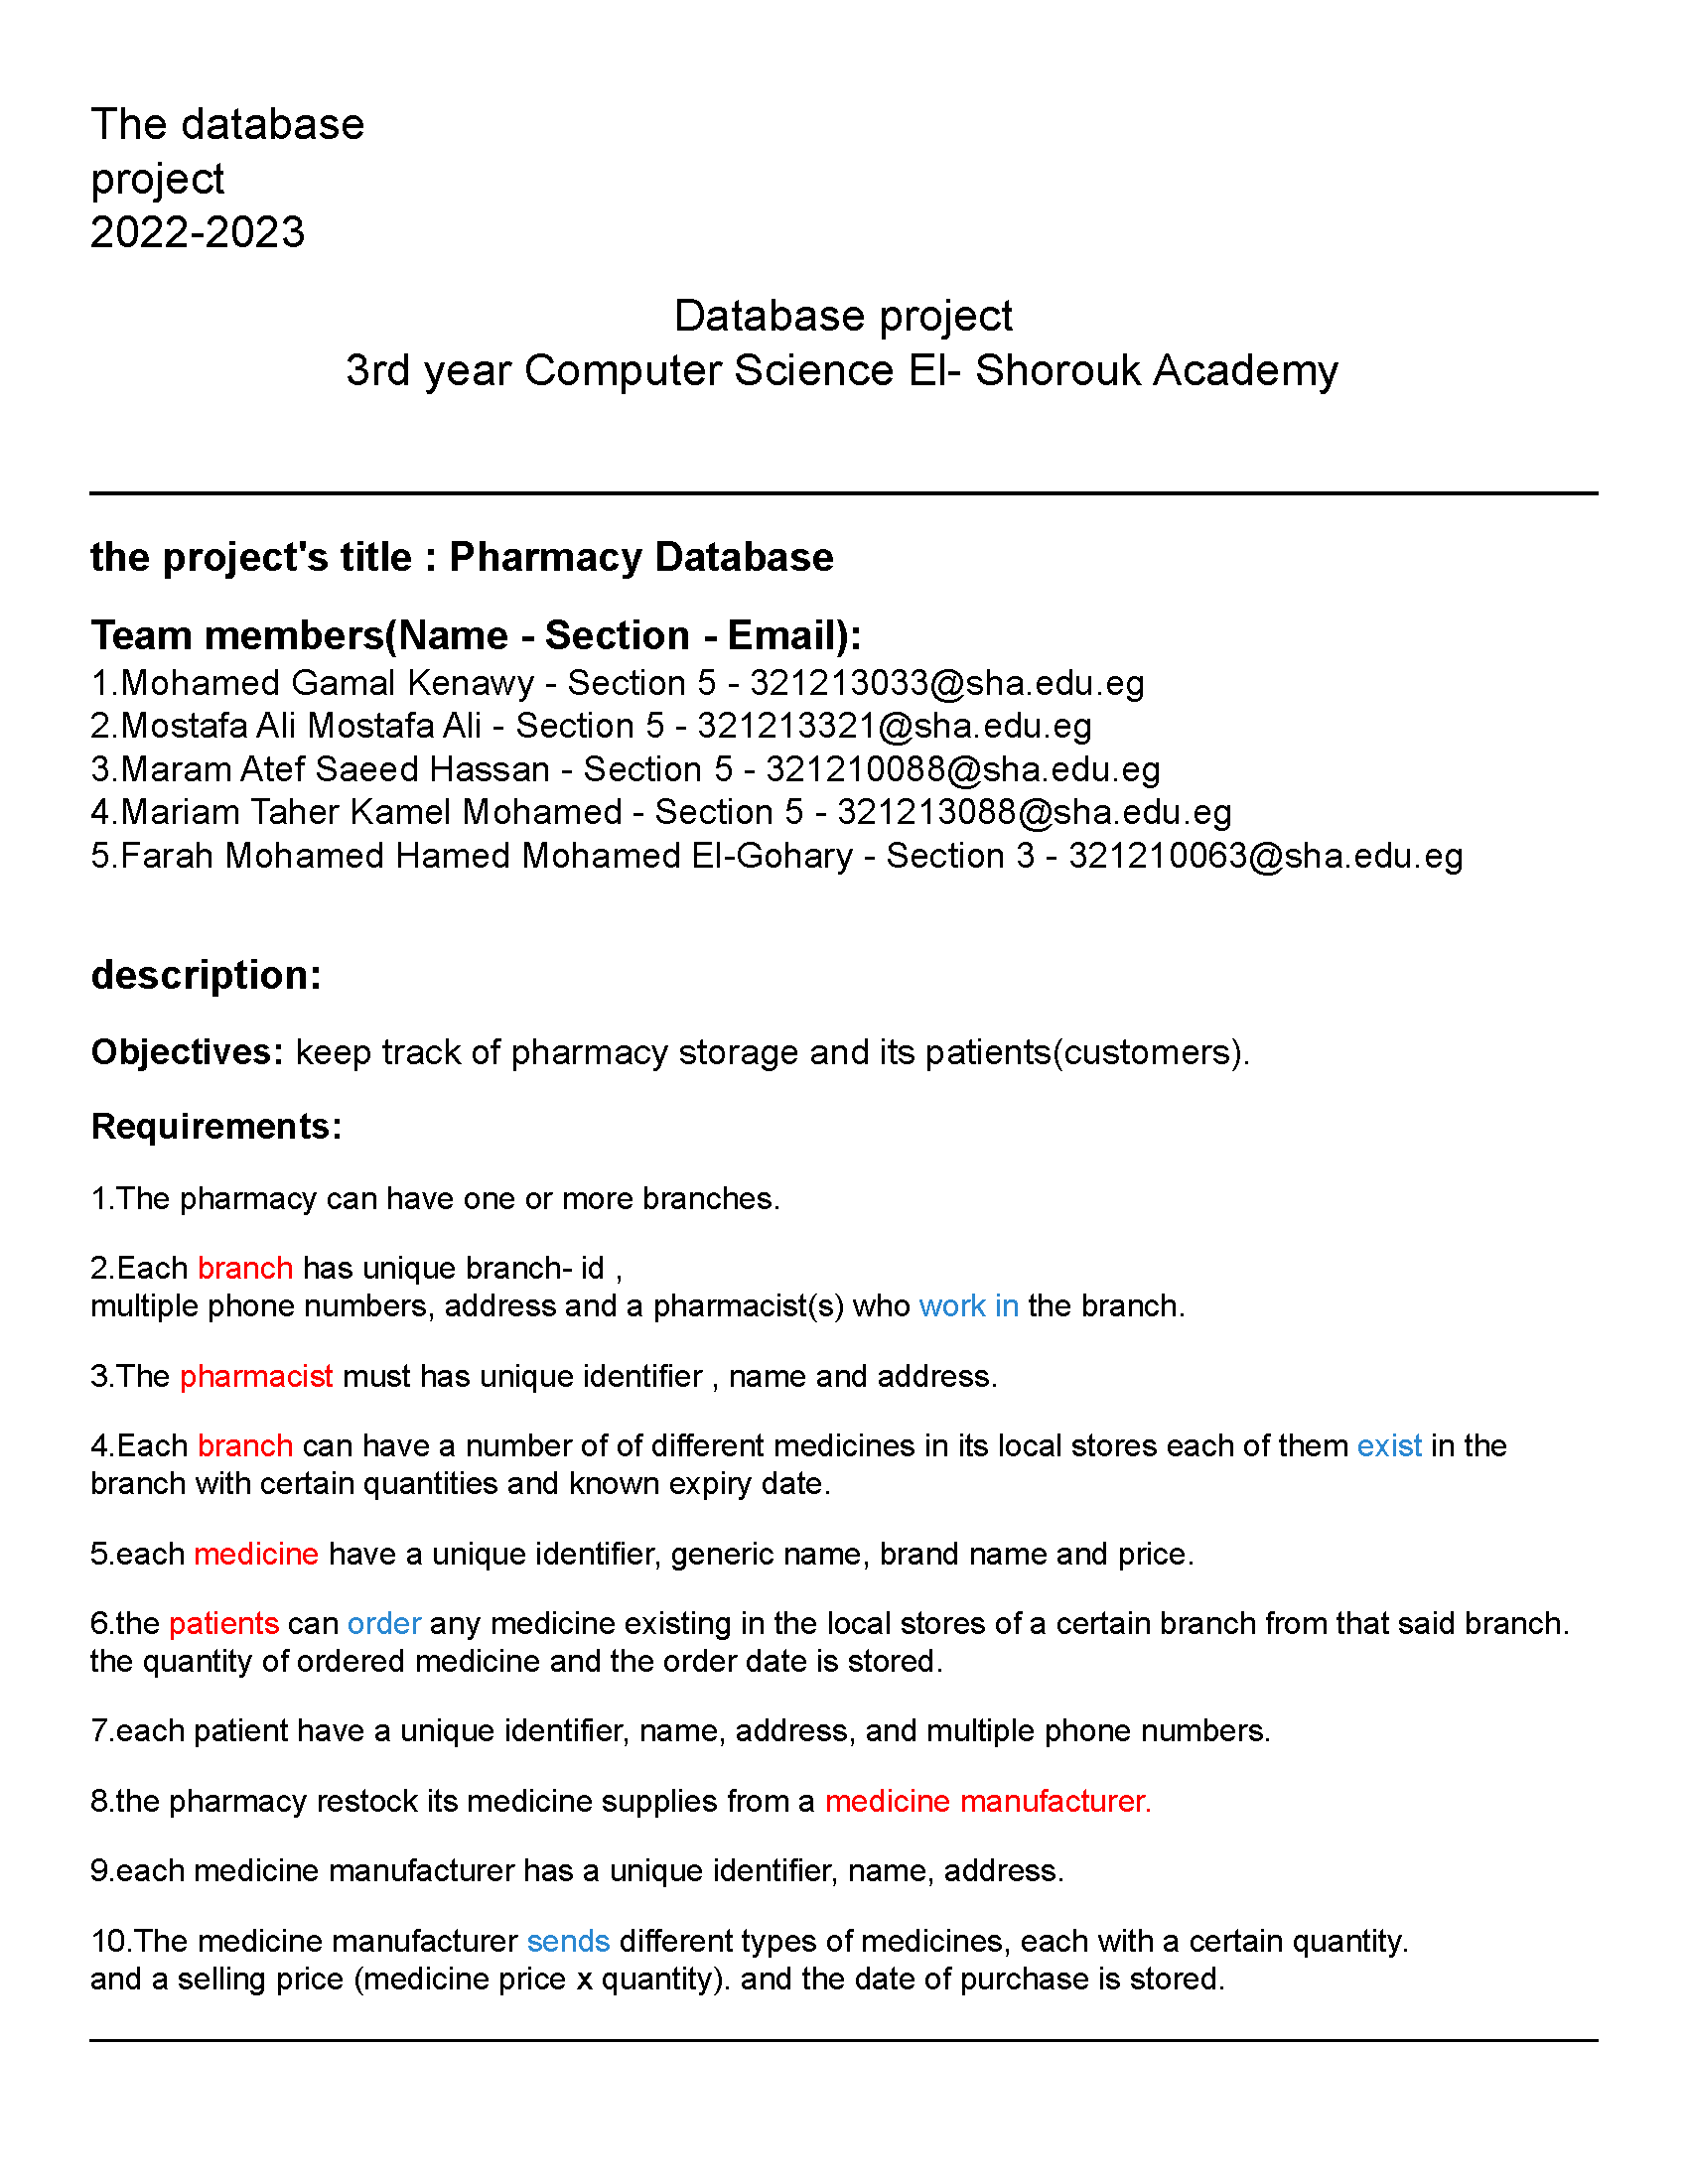 The database
project
2022-2023
Database project
3rd year Computer Science El- Shorouk Academy
the project's title : Pharmacy Database
Team members(Name - Section - Email):
1.Mohamed Gamal Kenawy - Section 5 - 321213033@sha.edu.eg
2.Mostafa Ali Mostafa Ali - Section 5 - 321213321@sha.edu.eg
3.Maram Atef Saeed Hassan - Section 5 - 321210088@sha.edu.eg
4.Mariam Taher Kamel Mohamed - Section 5 - 321213088@sha.edu.eg
5.Farah Mohamed Hamed Mohamed El-Gohary - Section 3 - 321210063@sha.edu.eg
description:
Objectives: keep track of pharmacy storage and its patients(customers).
Requirements:
1.The pharmacy can have one or more branches.
2.Each branch has unique branch- id ,
multiple phone numbers, address and a pharmacist(s) who work in the branch.
3.The pharmacist must has unique identifier , name and address.
4.Each branch can have a number of of different medicines in its local stores each of them exist in the
branch with certain quantities and known expiry date.
5.each medicine have a unique identifier, generic name, brand name and price.
6.the patients can order any medicine existing in the local stores of a certain branch from that said branch.
the quantity of ordered medicine and the order date is stored.
7.each patient have a unique identifier, name, address, and multiple phone numbers.
8.the pharmacy restock its medicine supplies from a medicine manufacturer.
9.each medicine manufacturer has a unique identifier, name, address.
10.The medicine manufacturer sends different types of medicines, each with a certain quantity.
and a selling price (medicine price x quantity). and the date of purchase is stored.